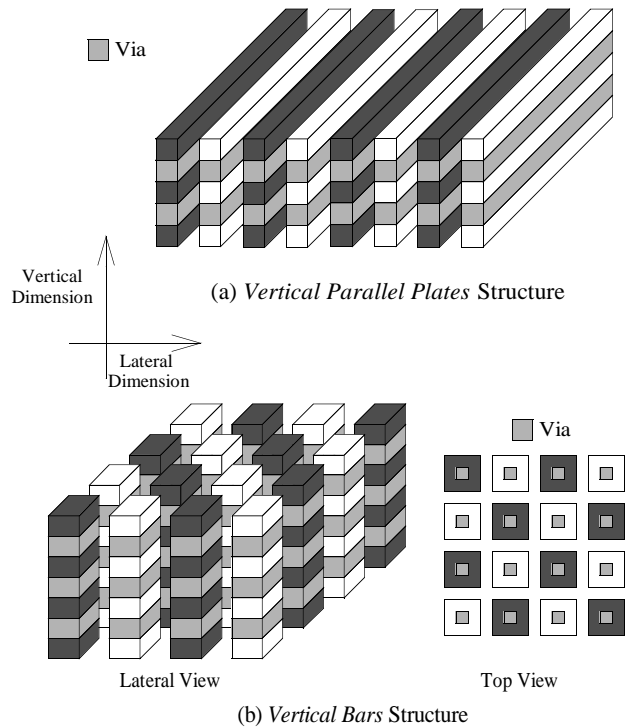 Via
(a) Vertical Parallel Plates Structure
Vertical
Dimension
Lateral
Dimension
Via
Lateral View
Top View
(b) Vertical Bars Structure